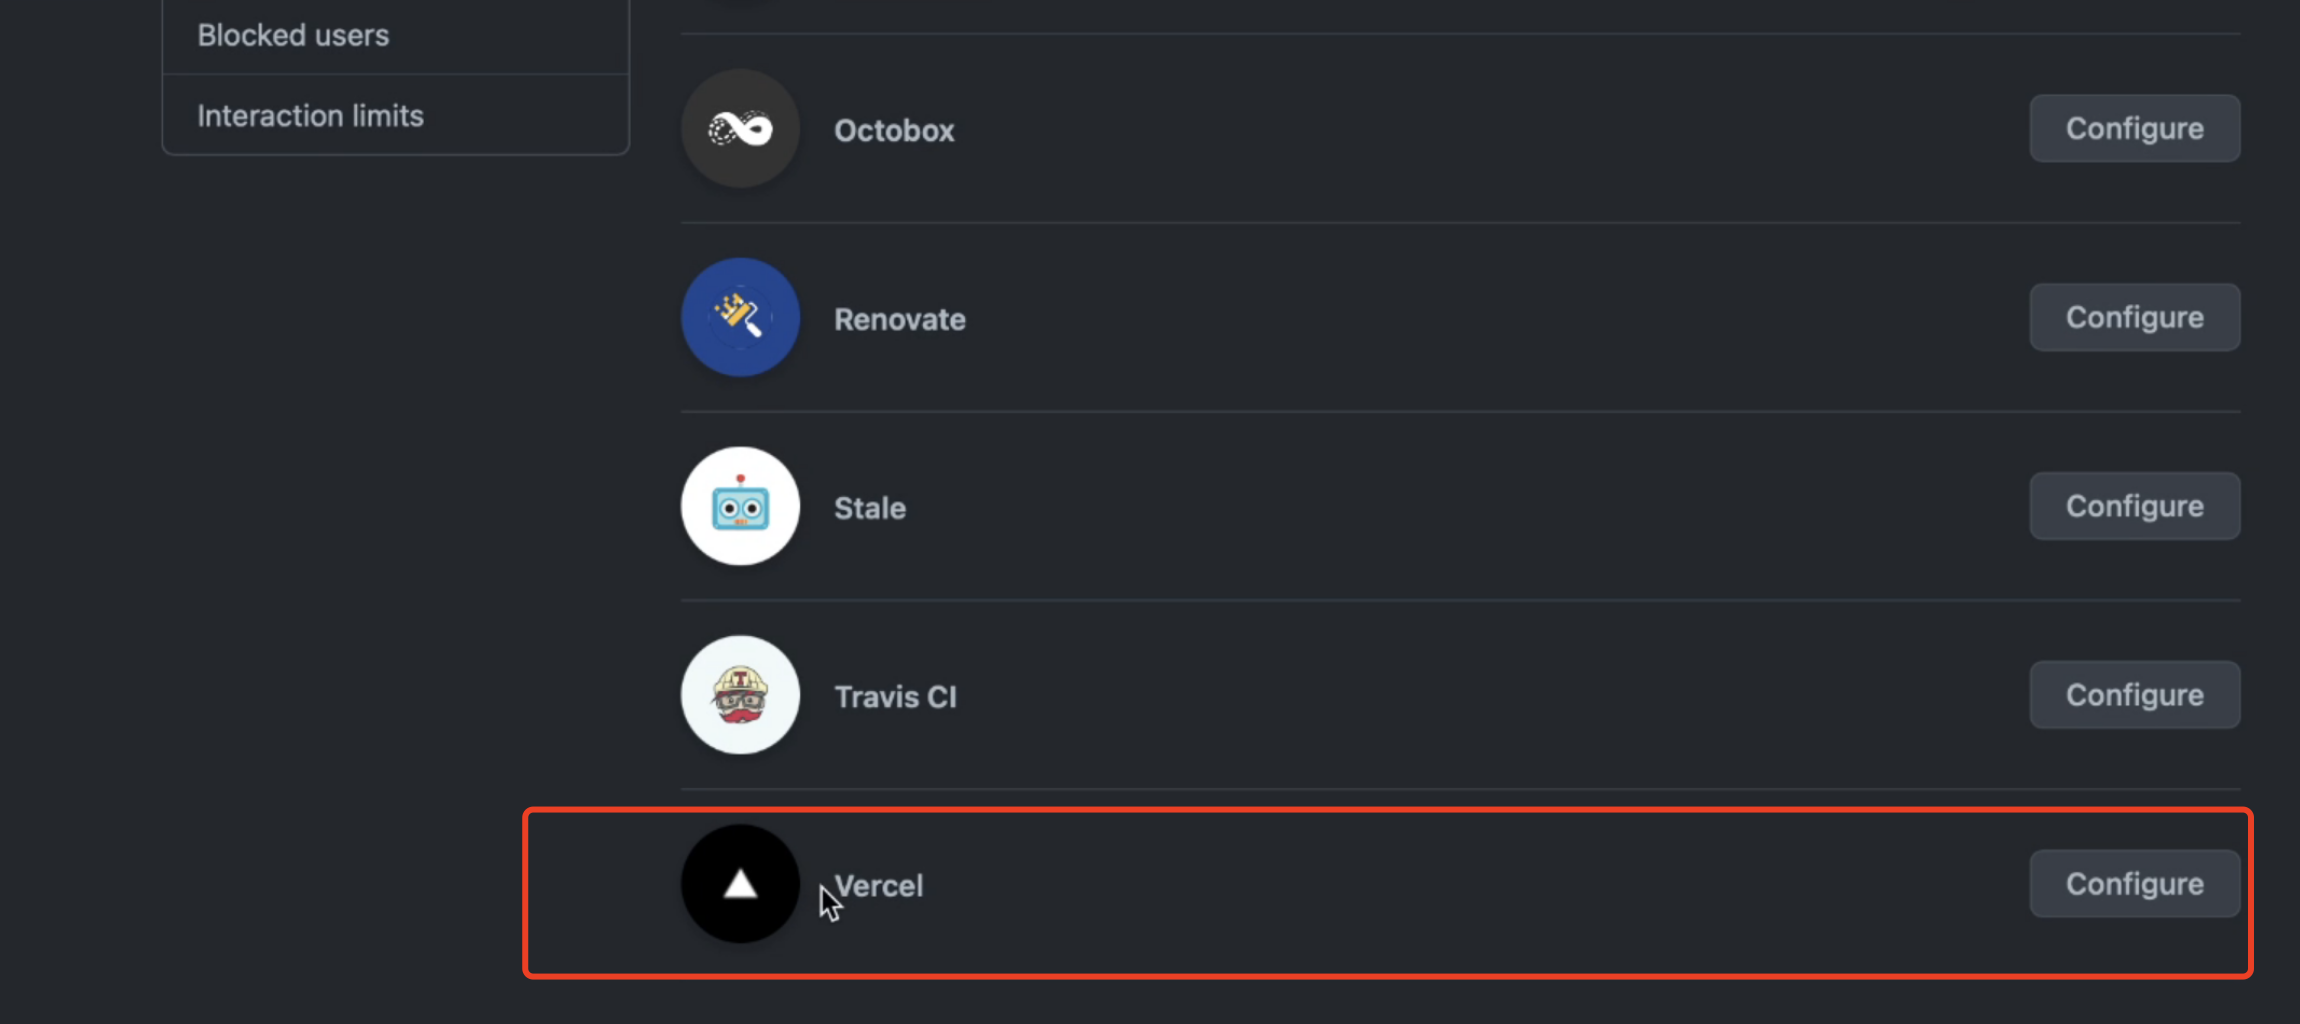 Blocked users
Interaction limits
Octobox
Configure
Renovate
Configure
Stale
Configure
Travis CI
Configure
Vercel
Configure